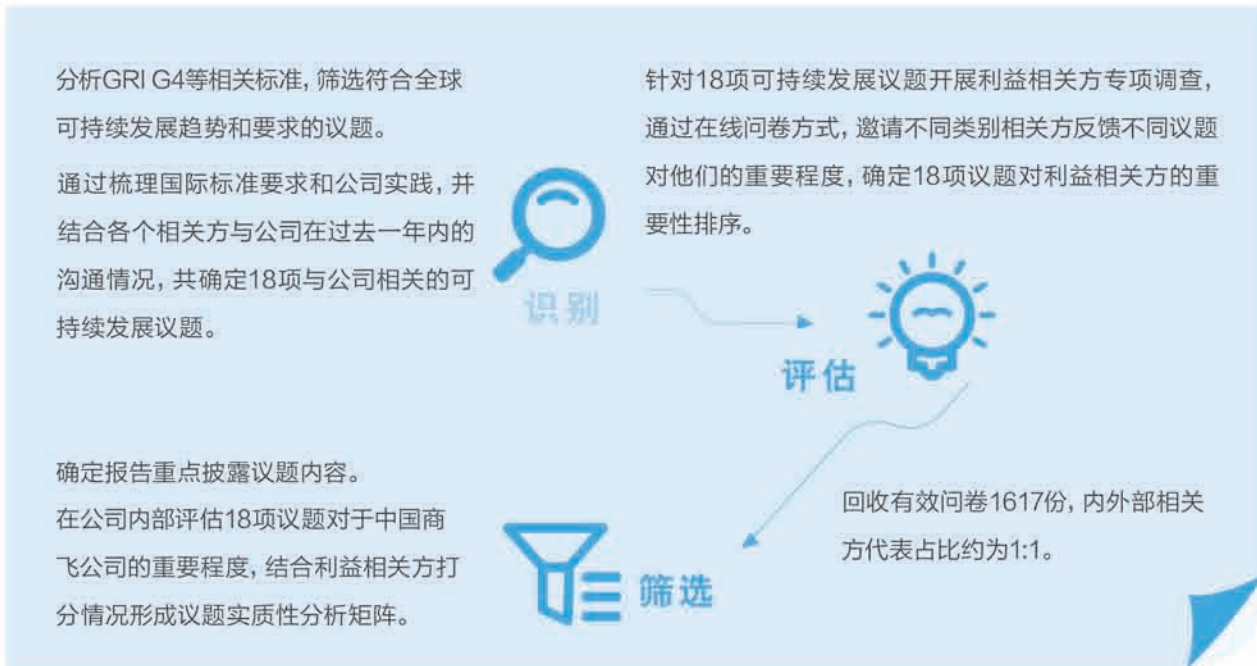 分析GRI G4等相关标准，筛选符合全球
可持续发展趋势和要求的议题。
通过梳理国际标准要求和公司实践，并
结合各个相关方与公司在过去一年内的
沟通情况，共确定18项与公司相关的可
持续发展议题。
识别
针对18项可持续发展议题开展利益相关方专项调查，
通过在线问卷方式，邀请不同类别相关方反馈不同议题
对他们的重要程度，确定18项议题对利益相关方的重
要性排序。
评估
回收有效问卷1617份，内外部相关
方代表占比约为1:1。
确定报告重点披露议题内容。
在公司内部评估18项议题对于中国商
飞公司的重要程度，结合利益相关方打
分情况形成议题实质性分析矩阵。
筛选